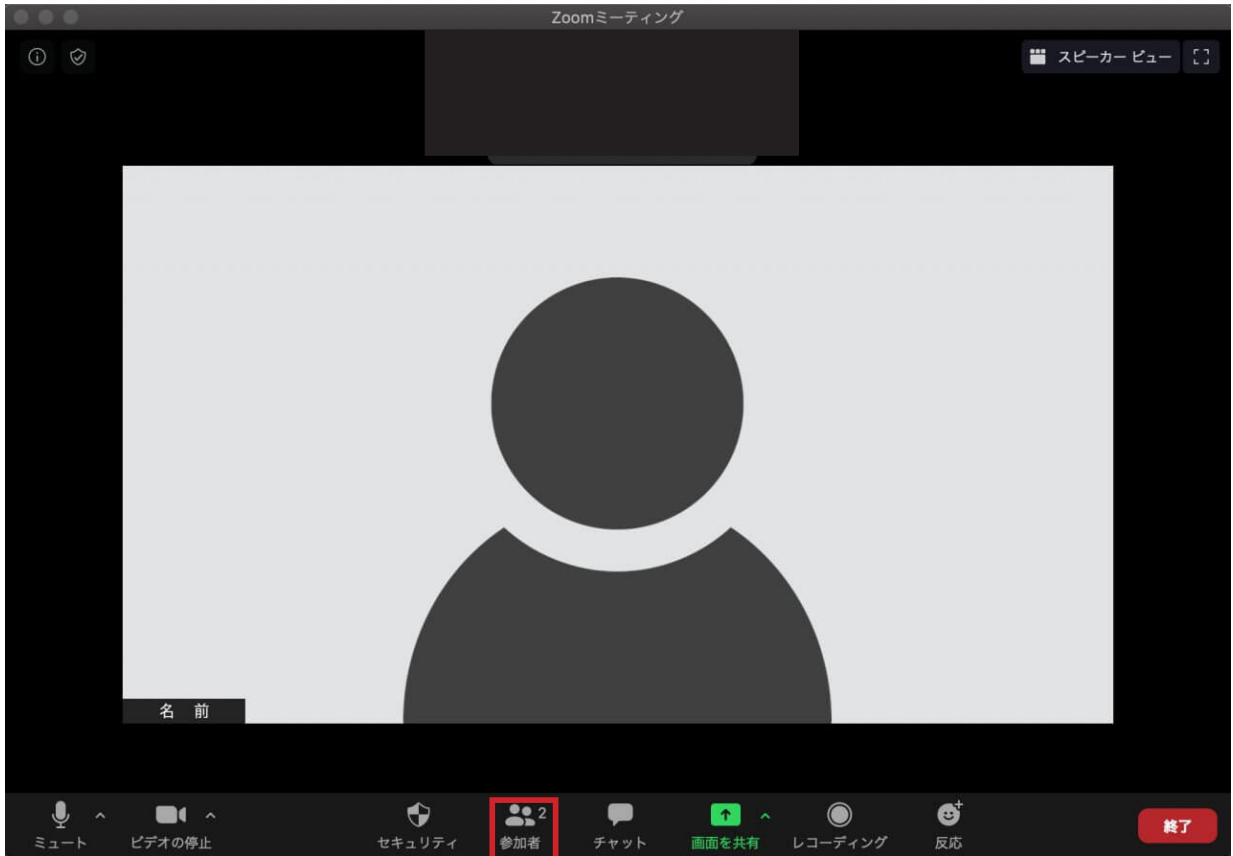 Zoomミーティング
スピーカー ビュー
名 前
2
ミュート
ビデオの停止
セキュリティ
参加者
チャット
画面を共有
レコーディング
反応
終了